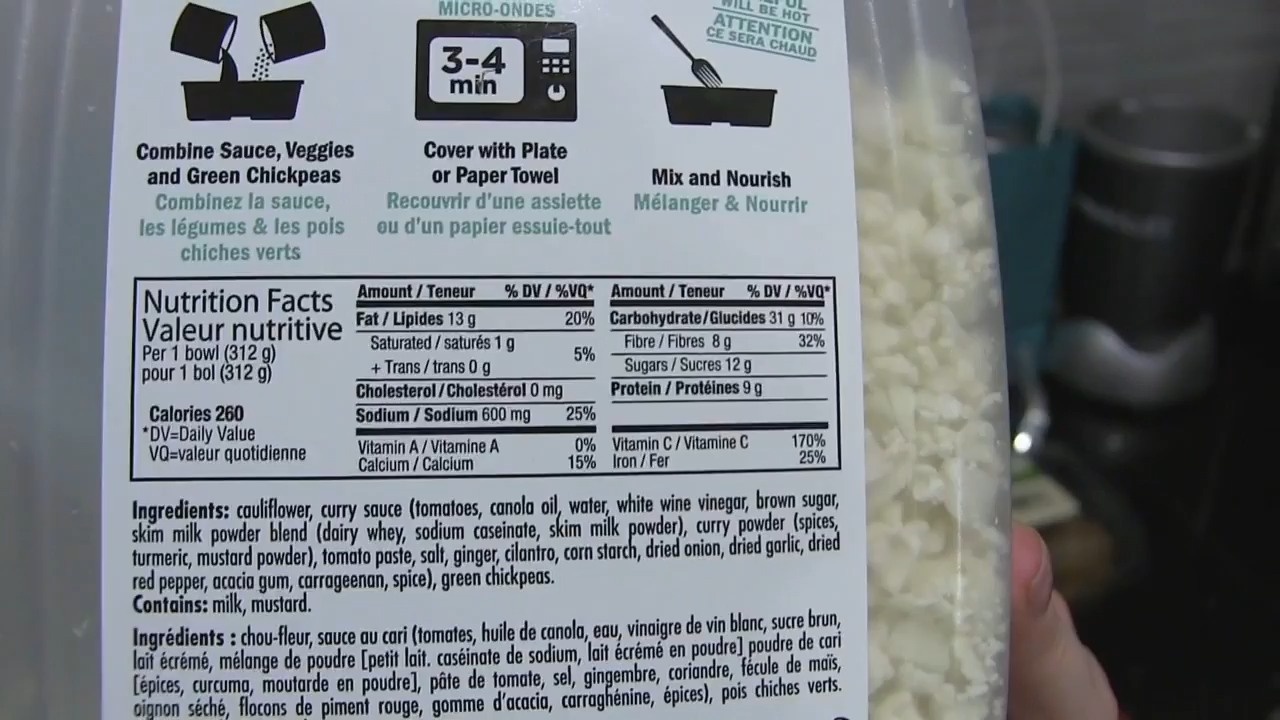 MICRO-ONDES
WILL BE HOT
ATTENTION
CE SERA CHAUD
3-4
min
Combine Sauce, Veggies
and Green Chickpeas
Combinez la sauce,
les légumes & les pois
chiches verts
Cover with Plate
or Paper Towel
Recouvrir d'une assiette
ou d'un papier essuie-tout
Mix and Nourish
Mélanger & Nourrir
Nutrition Facts
Valeur nutritive
Per 1 bowl (312 g)
pour 1 bol (312 g)
Calories 260
*DV=Daily Value
VQ=valeur quotidienne
Amount / Teneur % DV / %VQ*
Fat / Lipides 13 g 20%
Saturated / saturés 1 g
5%
+ Trans / trans 0 g
Cholesterol / Cholestérol 0 mg
Sodium / Sodium 600 mg 25%
Vitamin A / Vitamine A 0%
Calcium / Calcium 15%
Amount / Teneur % DV / %VQ*
Carbohydrate / Glucides 31 g 10%
Fibre / Fibres 8 g 32%
Sugars / Sucres 12 g
Protein / Protéines 9 g
Vitamin C / Vitamine C 170%
Iron / Fer 25%
Ingredients: cauliflower, curry sauce (tomatoes, canola oil, water, white wine vinegar, brown sugar,
skim milk powder blend (dairy whey, sodium caseinate, skim milk powder), curry powder (spices,
turmeric, mustard powder), tomato paste, salt, ginger, cilantro, corn starch, dried onion, dried garlic, dried
red pepper, acacia gum, carrageenan, spice), green chickpeas.
Contains: milk, mustard.
Ingrédients : chou-fleur, sauce au cari (tomates, huile de canola, eau, vinaigre de vin blanc, sucre brun,
lait écrémé, mélange de poudre [petit lait. caséinate de sodium, lait écrémé en poudre] poudre de cari
[épices, curcuma, moutarde en poudre], pâte de tomate, sel, gingembre, coriandre, fécule de maïs,
oignon séché, flocons de piment rouge, gomme d'acacia, carraghénine, épices), pois chiches verts.